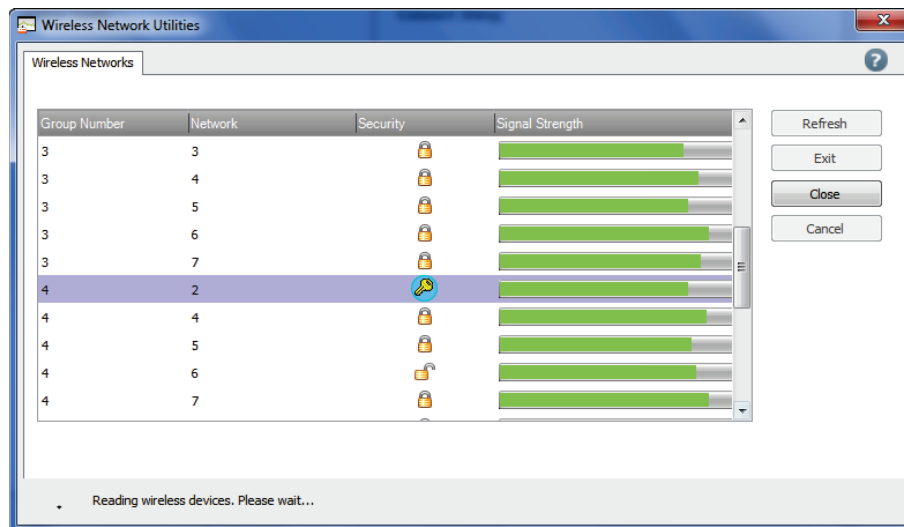 Wireless Network Utilities
Wireless Networks
Group Number Network Security Signal Strength
3 3
3 4
3 5
3 6
3 7
4 2
4 4
4 5
4 6
4 7
Refresh
Exit
Close
Cancel
Reading wireless devices. Please wait...